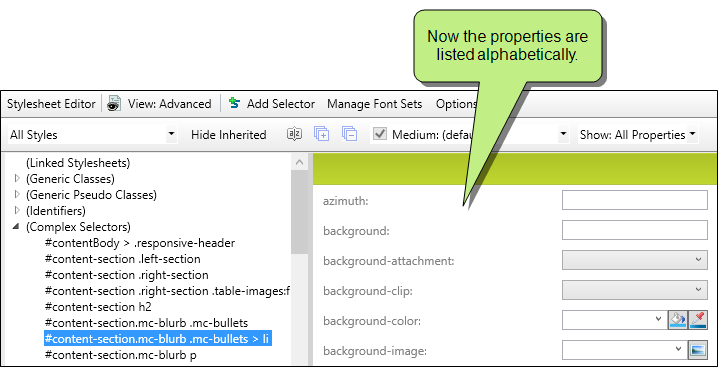 Now the properties are
listed alphabetically.
Stylesheet Editor View: Advanced Add Selector Manage Font Sets Options
All Styles Hide Inherited Medium: (defau Show: All Properties
(Linked Stylesheets)
(Generic Classes)
(Generic Pseudo Classes)
(Identifiers)
(Complex Selectors)
#contentBody > .responsive-header
#content-section .left-section
#content-section .right-section
#content-section .right-section .table-images:f
#content-section h2
#content-section.mc-blurb .mc-bullets
#content-section.mc-blurb .mc-bullets > li
#content-section.mc-blurb p
azimuth:
background:
background-attachment:
background-clip:
background-color:
background-image: